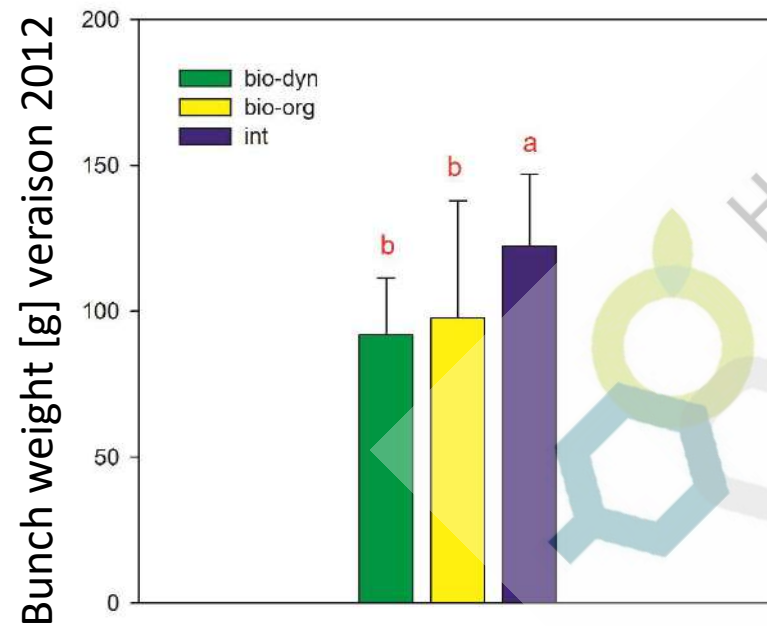 Bunch weight [g] veraison 2012
200
150
100
50
0
bio-dyn
bio-org
int
b
b
a
H